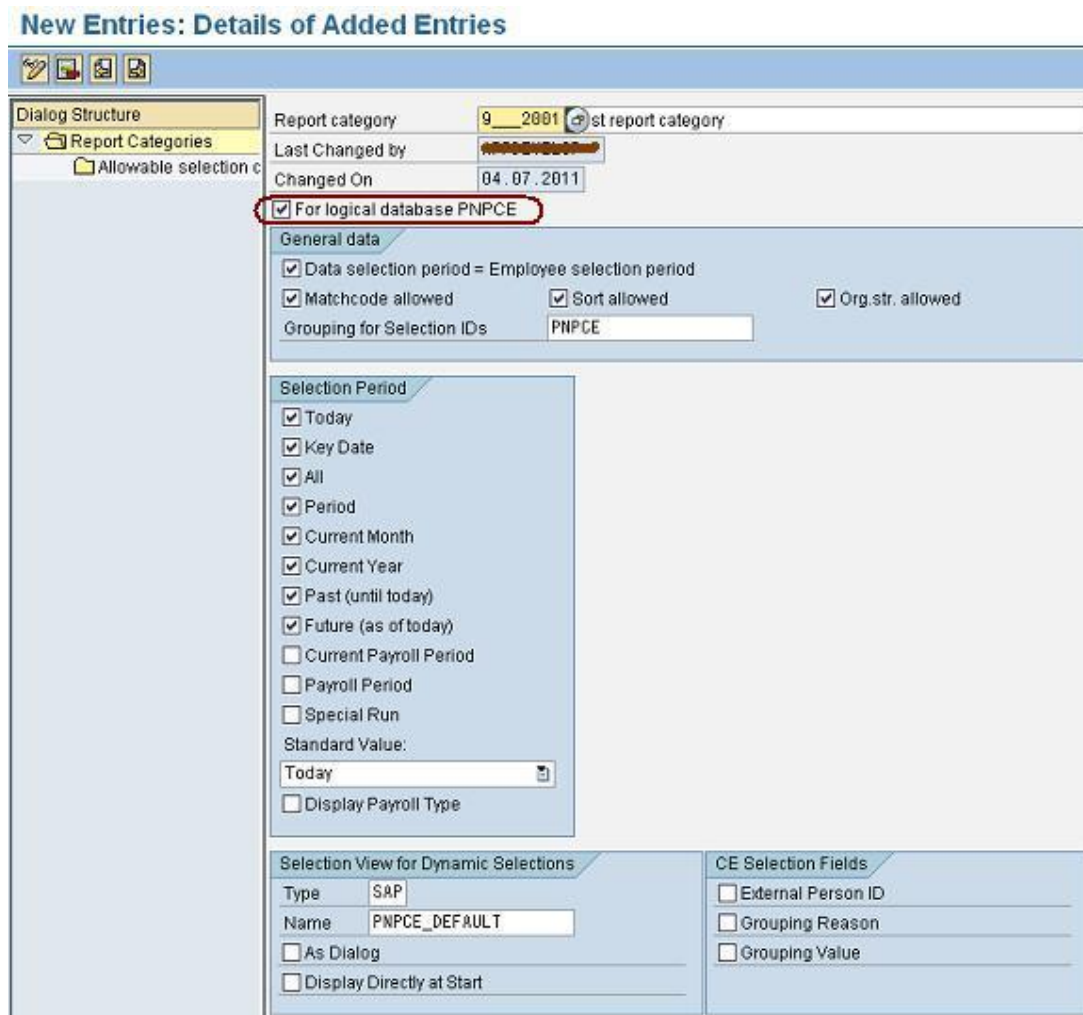 New Entries: Details of Added Entries
Dialog Structure
Report Categories
Allowable selection c
Report category 9___2001 st report category
Last Changed by
Changed On 04.07.2011
For logical database PNPCE
General data
Data selection period = Employee selection period
Matchcode allowed Sort allowed Org.str. allowed
Grouping for Selection IDs PNPCE
Selection Period
Today
Key Date
All
Period
Current Month
Current Year
Past (until today)
Future (as of today)
Current Payroll Period
Payroll Period
Special Run
Standard Value:
Today
Display Payroll Type
Selection View for Dynamic Selections
Type SAP
Name PNPCE_DEFAULT
As Dialog
Display Directly at Start
CE Selection Fields
External Person ID
Grouping Reason
Grouping Value